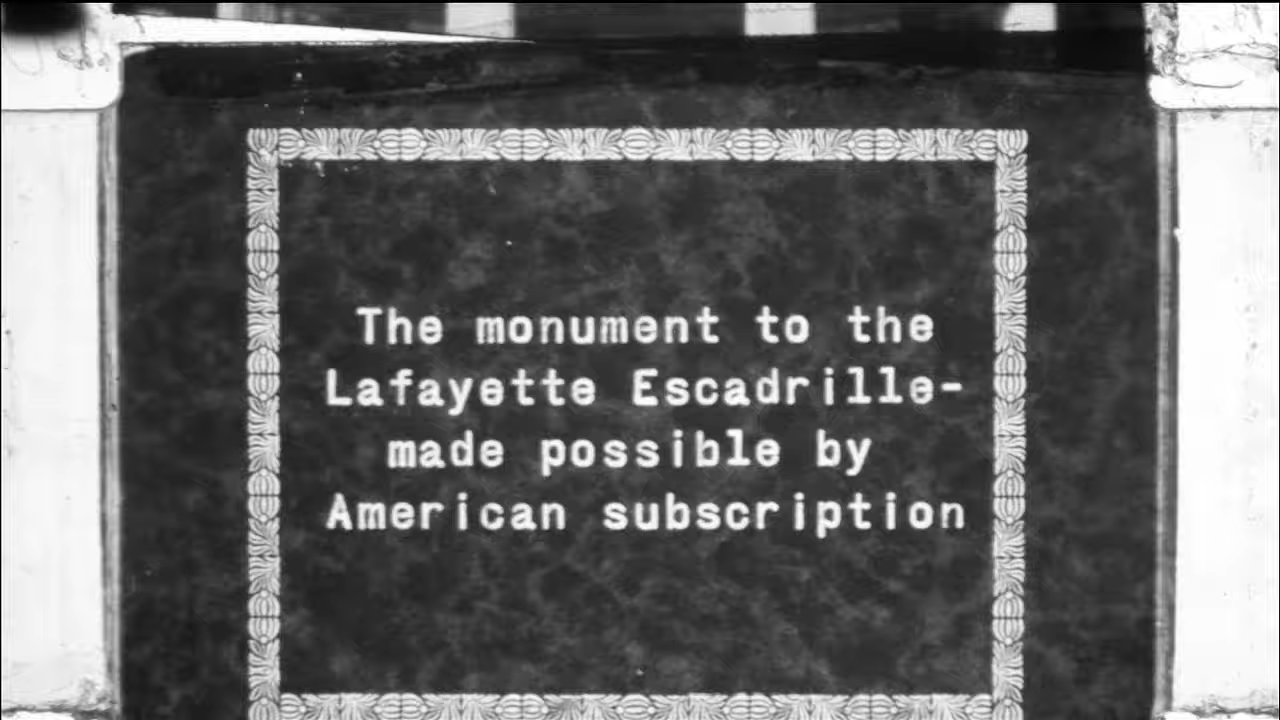 The monument to the
Lafayette Escadrille-
made possible by
American subscription